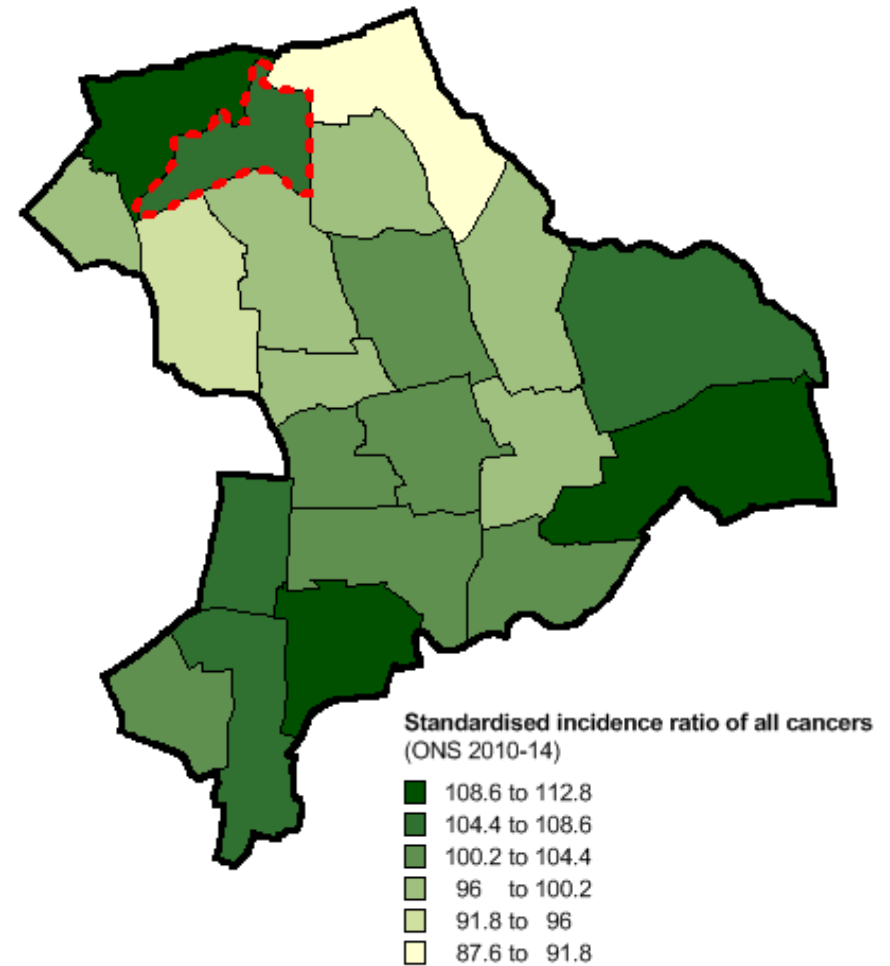 Standardised incidence ratio of all cancers
(ONS 2010-14)
108.6 to 112.8
104.4 to 108.6
100.2 to 104.4
96 to 100.2
91.8 to 96
87.6 to 91.8